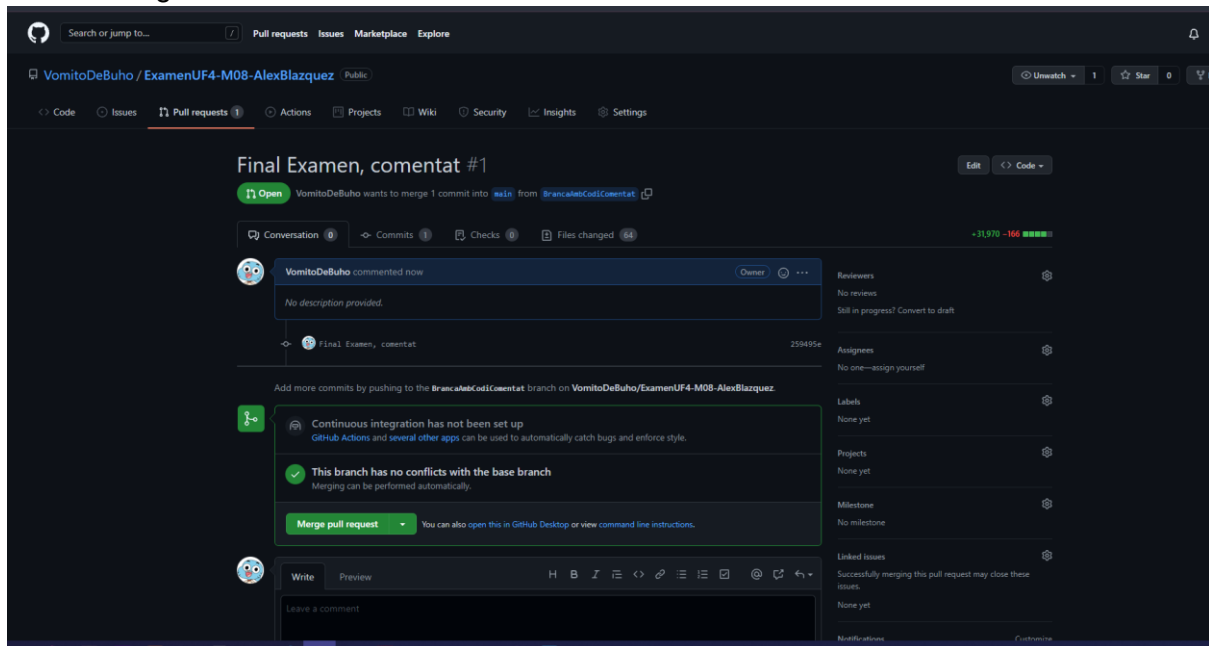 Search or jump to... / Pull requests Issues Marketplace Explore
VomitoDeBuho / ExamenUF4-M08-AlexBlazquez Public
Unwatch 1 Star 0
Code Issues Pull requests 1 Actions Projects Wiki Security Insights Settings
Final Examen, comentat #1
Edit Code
Open VomitoDeBuho wants to merge 1 commit into main from BrancaAmbCodiComentat
Conversation 0 Commits 1 Checks 0 Files changed 64
+31,970 −166
VomitoDeBuho commented now
Owner
No description provided.
Final Examen, comentat
259495e
Add more commits by pushing to the BrancaAmbCodiComentat branch on VomitoDeBuho/ExamenUF4-M08-AlexBlazquez.
Continuous integration has not been set up
GitHub Actions and several other apps can be used to automatically catch bugs and enforce style.
This branch has no conflicts with the base branch
Merging can be performed automatically.
Merge pull request You can also open this in GitHub Desktop or view command line instructions.
Write Preview
H B I
Leave a comment
Reviewers
No reviews
Still in progress? Convert to draft
Assignees
No one—assign yourself
Labels
None yet
Projects
None yet
Milestone
No milestone
Linked issues
Successfully merging this pull request may close these
issues.
None yet
Notifications Customize